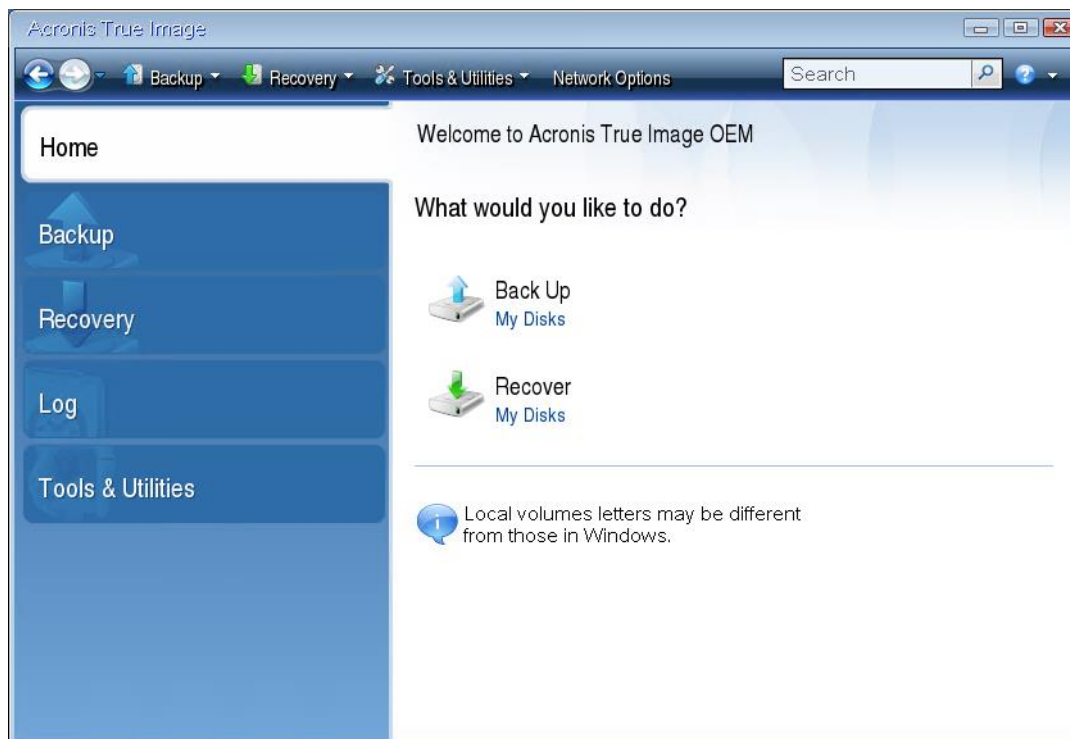 Acronis True Image
Backup
Recovery
Tools & Utilities
Network Options
Search
Home
Backup
Recovery
Log
Tools & Utilities
Welcome to Acronis True Image OEM
What would you like to do?
Back Up
My Disks
Recover
My Disks
Local volumes letters may be different
from those in Windows.